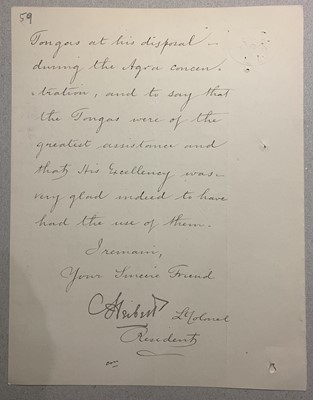 59
Tongas at his disposal -
during the Agra concen-
tration, and to say that
the Tongas were of the
greatest assistance and
that His Excellency was
very glad indeed to have
had the use of them.
I remain,
Your Sincere Friend
CHerbert Lt Colonel
Resident